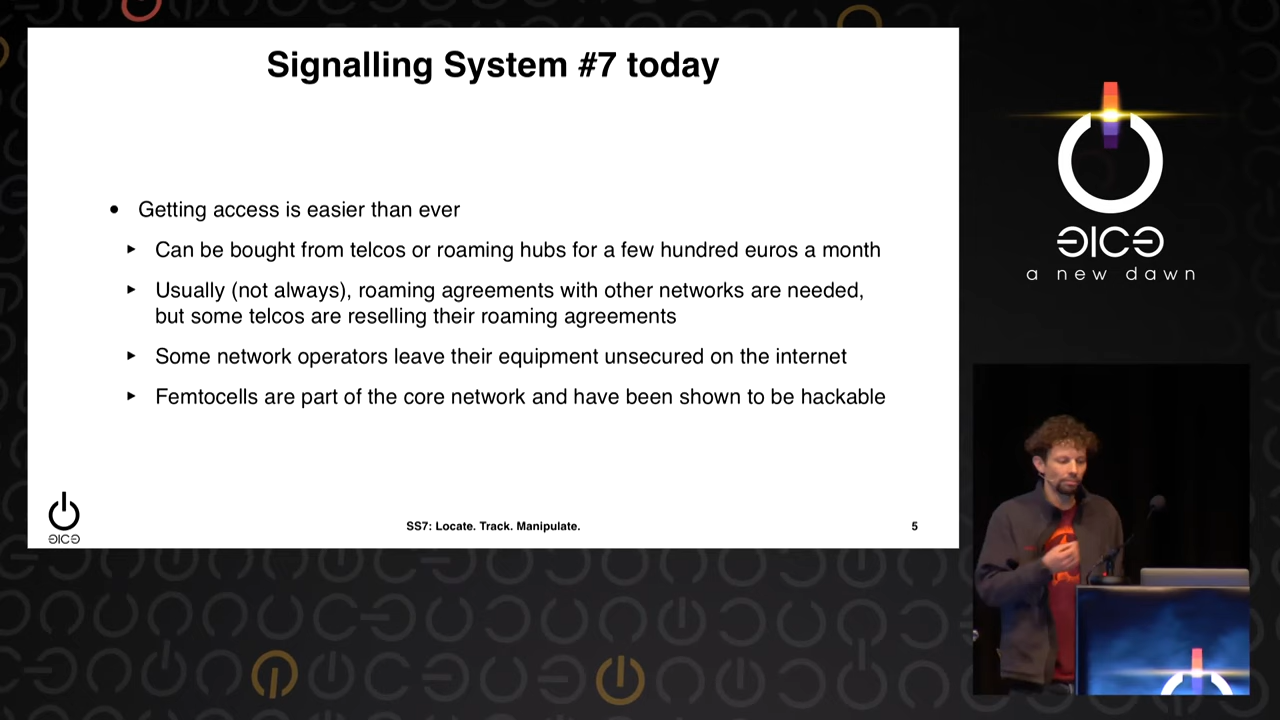 Signalling System #7 today
• Getting access is easier than ever
‣ Can be bought from telcos or roaming hubs for a few hundred euros a month
‣ Usually (not always), roaming agreements with other networks are needed,
but some telcos are reselling their roaming agreements
‣ Some network operators leave their equipment unsecured on the internet
‣ Femtocells are part of the core network and have been shown to be hackable
SS7: Locate. Track. Manipulate.
5
a new dawn